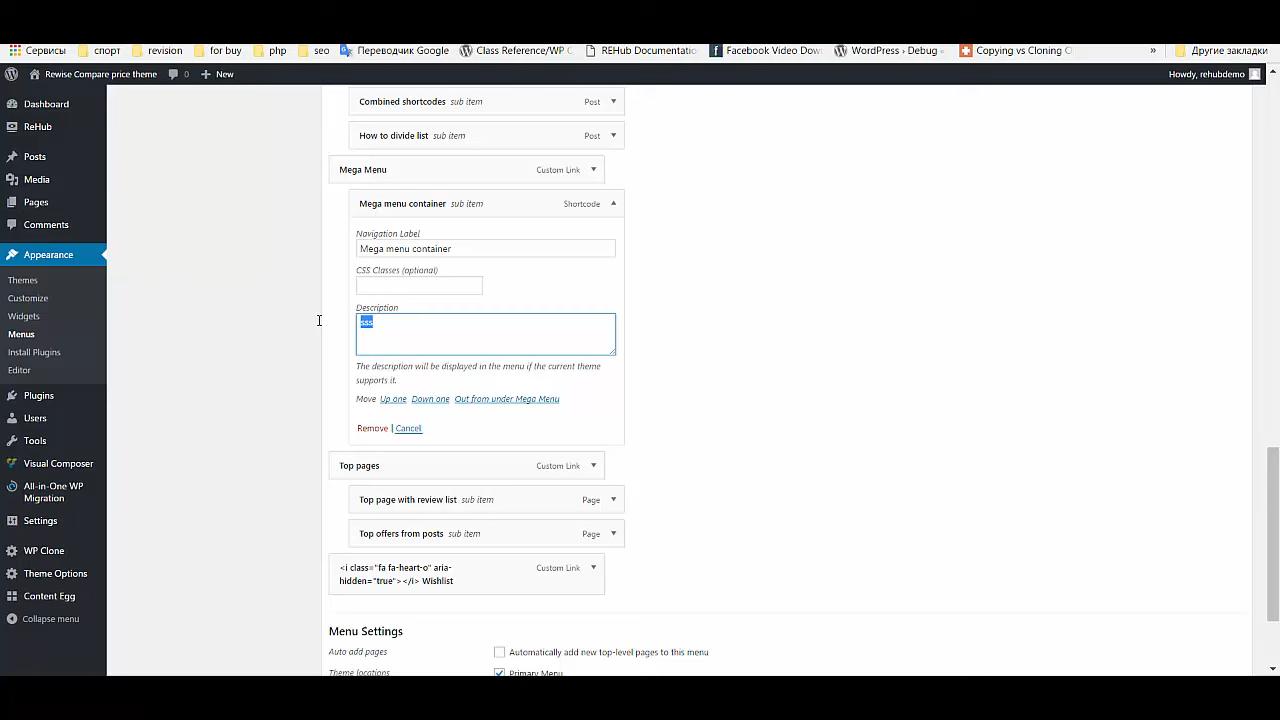 Сервисы спорт revision for buy php seo Переводчик Google Class Reference/WP C REHub Documentatio Facebook Video Dow WordPress › Debug Copying vs Cloning C » Другие закладки
Rewise Compare price theme 0 + New Howdy, rehubdemo
Dashboard
ReHub
Posts
Media
Pages
Comments
Appearance
Themes
Customize
Widgets
Menus
Install Plugins
Editor
Plugins
Users
Tools
Visual Composer
All-in-One WP
Migration
Settings
WP Clone
Theme Options
Content Egg
Collapse menu
Combined shortcodes sub item Post
How to divide list sub item Post
Mega Menu Custom Link
Mega menu container sub item Shortcode
Navigation Label
Mega menu container
CSS Classes (optional)
Description
The description will be displayed in the menu if the current theme
supports it.
Move Up one Down one Out from under Mega Menu
Remove | Cancel
Top pages Custom Link
Top page with review list sub item Page
Top offers from posts sub item Page
<i class="fa fa-heart-o" aria- Custom Link
hidden="true"></i> Wishlist
Menu Settings
Auto add pages Automatically add new top-level pages to this menu
Theme locations Primary Menu